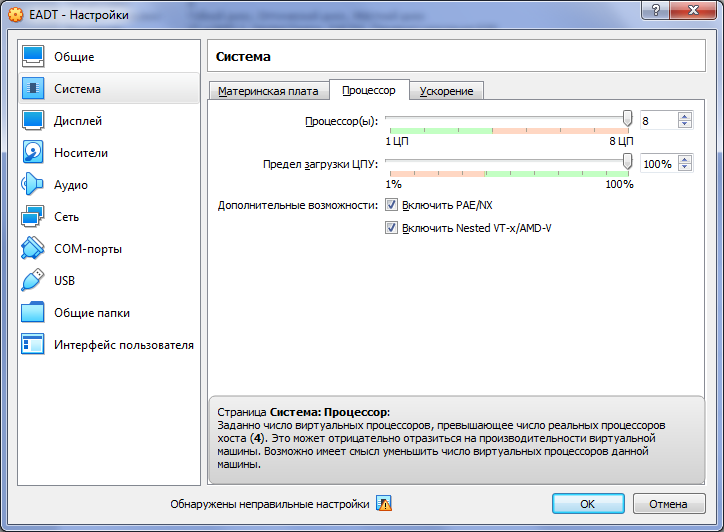 EADT - Настройки
Общие
Система
Дисплей
Носители
Аудио
Сеть
COM-порты
USB
Общие папки
Интерфейс пользователя
Система
Материнская плата Процессор Ускорение
Процессор(ы): 8
1 ЦП 8 ЦП
Предел загрузки ЦПУ: 100%
1% 100%
Дополнительные возможности: Включить PAE/NX
Включить Nested VT-x/AMD-V
Страница Система: Процессор:
Заданно число виртуальных процессоров, превышающее число реальных процессоров
хоста (4). Это может отрицательно отразиться на производительности виртуальной
машины. Возможно имеет смысл уменьшить число виртуальных процессоров данной
машины.
Обнаружены неправильные настройки OK Отмена